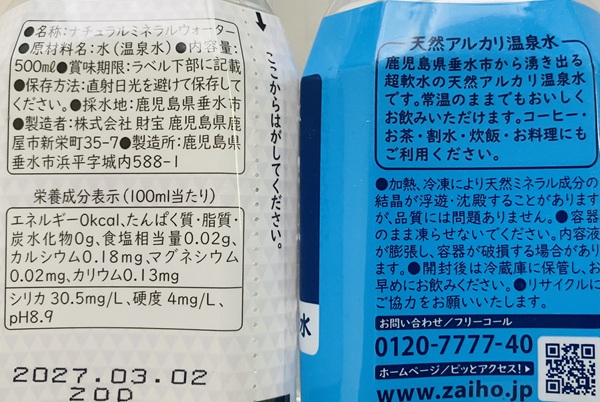 ●名称:ナチュラルミネラルウォーター
●原材料名:水(温泉水)●内容量:
500mℓ●賞味期限:ラベル下部に記載
●保存方法:直射日光を避けて保存して
ください。●採水地:鹿児島県垂水市
●製造者:株式会社 財宝 鹿児島県鹿
屋市新栄町35-7●製造所:鹿児島県
垂水市浜平字城内588-1
栄養成分表示(100ml当たり)
エネルギー0kcal、たんぱく質・脂質・
炭水化物0g、食塩相当量0.02g、
カルシウム0.18mg、マグネシウム
0.02mg、カリウム0.13mg
シリカ 30.5mg/L、硬度 4mg/L、
pH8.9
2027.03.02
ZOD
ここからはがしてください。
天然アルカリ温泉水
鹿児島県垂水市から湧き出る
超軟水の天然アルカリ温泉水
です。常温のままでもおいしく
お飲みいただけます。コーヒー・
お茶・割水・炊飯・お料理にも
ご利用ください。
●加熱、冷凍により天然ミネラル成分の
結晶が浮遊・沈殿することがあります
が、品質には問題ありません。●容器
のまま凍らせないでください。内容液
が膨張し、容器が破損する場合があり
ます。●開封後は冷蔵庫に保管し、お
早めにお飲みください。●リサイクルに
ご協力をお願いいたします。
お問い合わせ/フリーコール
0120-7777-40
ホームページ/ピッとアクセス!
www.zaiho.jp
水